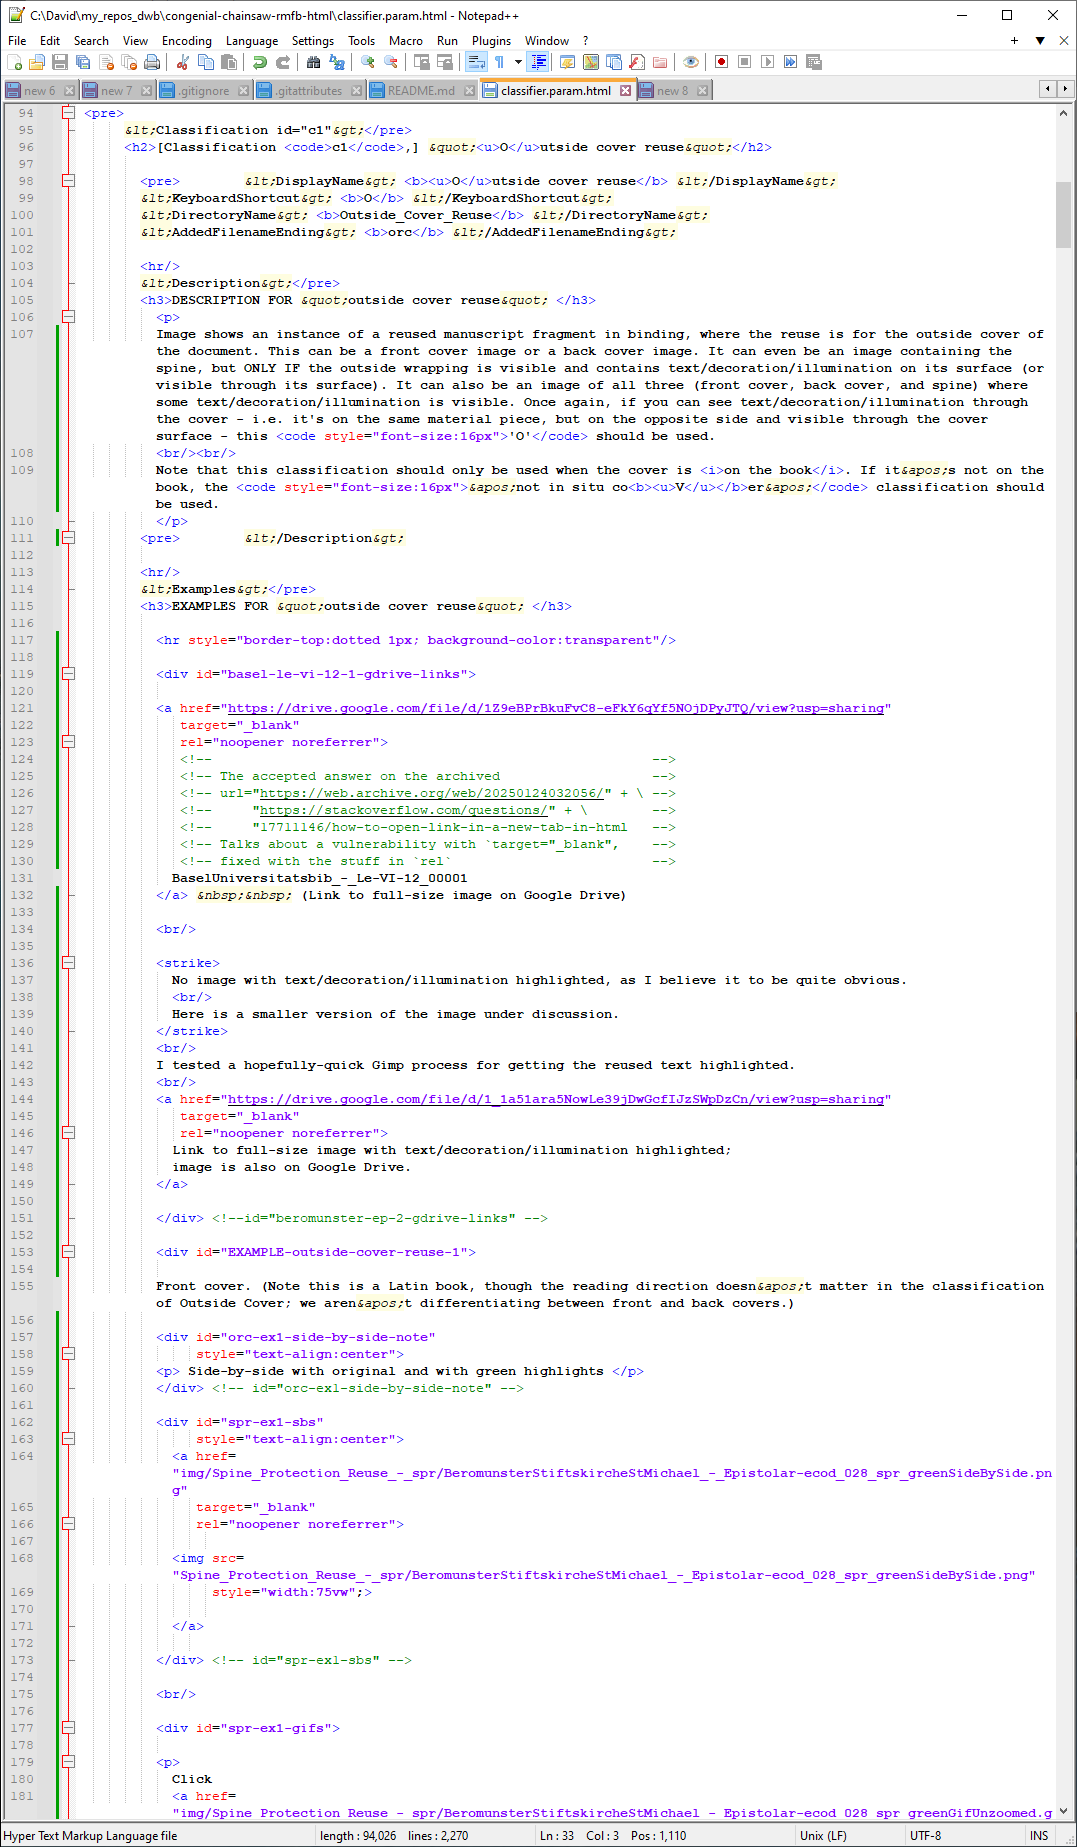 C:\David\my_repos_dwb\congenial-chainsaw-rmfb-html\classifier.param.html - Notepad++
File Edit Search View Encoding Language Settings Tools Macro Run Plugins Window ? + ▼ X
new 6 new 7 .gitignore .gitattributes README.md classifier.param.html new 8
94 <pre>
95 &lt;Classification id="c1"&gt;</pre>
96 <h2>[Classification <code>c1</code>,] &quot;<u>O</u>utside cover reuse&quot;</h2>
97
98 <pre> &lt;DisplayName&gt; <b><u>O</u>utside cover reuse</b> &lt;/DisplayName&gt;
99 &lt;KeyboardShortcut&gt; <b>O</b> &lt;/KeyboardShortcut&gt;
100 &lt;DirectoryName&gt; <b>Outside_Cover_Reuse</b> &lt;/DirectoryName&gt;
101 &lt;AddedFilenameEnding&gt; <b>orc</b> &lt;/AddedFilenameEnding&gt;
102
103 <hr/>
104 &lt;Description&gt;</pre>
105 <h3>DESCRIPTION FOR &quot;outside cover reuse&quot; </h3>
106 <p>
107 Image shows an instance of a reused manuscript fragment in binding, where the reuse is for the outside cover of
the document. This can be a front cover image or a back cover image. It can even be an image containing the
spine, but ONLY IF the outside wrapping is visible and contains text/decoration/illumination on its surface (or
visible through its surface). It can also be an image of all three (front cover, back cover, and spine) where
some text/decoration/illumination is visible. Once again, if you can see text/decoration/illumination through
the cover - i.e. it's on the same material piece, but on the opposite side and visible through the cover
surface - this <code style="font-size:16px">'O'</code> should be used.
108 <br/><br/>
109 Note that this classification should only be used when the cover is <i>on the book</i>. If it&apos;s not on the
book, the <code style="font-size:16px">&apos;not in situ co<b><u>V</u></b>er&apos;</code> classification should
be used.
110 </p>
111 <pre> &lt;/Description&gt;
112
113 <hr/>
114 &lt;Examples&gt;</pre>
115 <h3>EXAMPLES FOR &quot;outside cover reuse&quot; </h3>
116
117 <hr style="border-top:dotted 1px; background-color:transparent"/>
118
119 <div id="basel-le-vi-12-1-gdrive-links">
120
121 <a href="https://drive.google.com/file/d/1Z9eBPrBkuFvC8-eFkY6qYf5NOjDPyJTQ/view?usp=sharing"
122 target="_blank"
123 rel="noopener noreferrer">
124 <!-- -->
125 <!-- The accepted answer on the archived -->
126 <!-- url="https://web.archive.org/web/20250124032056/" + \ -->
127 <!-- "https://stackoverflow.com/questions/" + \ -->
128 <!-- "17711146/how-to-open-link-in-a-new-tab-in-html -->
129 <!-- Talks about a vulnerability with `target="_blank", -->
130 <!-- fixed with the stuff in `rel` -->
131 BaselUniversitatsbib_-_Le-VI-12_00001
132 </a> &nbsp;&nbsp; (Link to full-size image on Google Drive)
133
134 <br/>
135
136 <strike>
137 No image with text/decoration/illumination highlighted, as I believe it to be quite obvious.
138 <br/>
139 Here is a smaller version of the image under discussion.
140 </strike>
141 <br/>
142 I tested a hopefully-quick Gimp process for getting the reused text highlighted.
143 <br/>
144 <a href="https://drive.google.com/file/d/1_1a51ara5NowLe39jDwGcfIJzSWpDzCn/view?usp=sharing"
145 target="_blank"
146 rel="noopener noreferrer">
147 Link to full-size image with text/decoration/illumination highlighted;
148 image is also on Google Drive.
149 </a>
150
151 </div> <!--id="beromunster-ep-2-gdrive-links" -->
152
153 <div id="EXAMPLE-outside-cover-reuse-1">
154
155 Front cover. (Note this is a Latin book, though the reading direction doesn&apos;t matter in the classification
of Outside Cover; we aren&apos;t differentiating between front and back covers.)
156
157 <div id="orc-ex1-side-by-side-note"
158 style="text-align:center">
159 <p> Side-by-side with original and with green highlights </p>
160 </div> <!-- id="orc-ex1-side-by-side-note" -->
161
162 <div id="spr-ex1-sbs"
163 style="text-align:center">
164 <a href=
"img/Spine_Protection_Reuse_-_spr/BeromunsterStiftskircheStMichael_-_Epistolar-ecod_028_spr_greenSideBySide.pn
g"
165 target="_blank"
166 rel="noopener noreferrer">
167
168 <img src=
"Spine_Protection_Reuse_-_spr/BeromunsterStiftskircheStMichael_-_Epistolar-ecod_028_spr_greenSideBySide.png"
169 style="width:75vw";>
170
171 </a>
172
173 </div> <!-- id="spr-ex1-sbs" -->
174
175 <br/>
176
177 <div id="spr-ex1-gifs">
178
179 <p>
180 Click
181 <a href=
"img/Spine_Protection_Reuse_-_spr/BeromunsterStiftskircheStMichael_-_Epistolar-ecod_028_spr_greenGifUnzoomed.g
Hyper Text Markup Language file length : 94,026 lines : 2,270 Ln : 33 Col : 3 Pos : 1,110 Unix (LF) UTF-8 INS